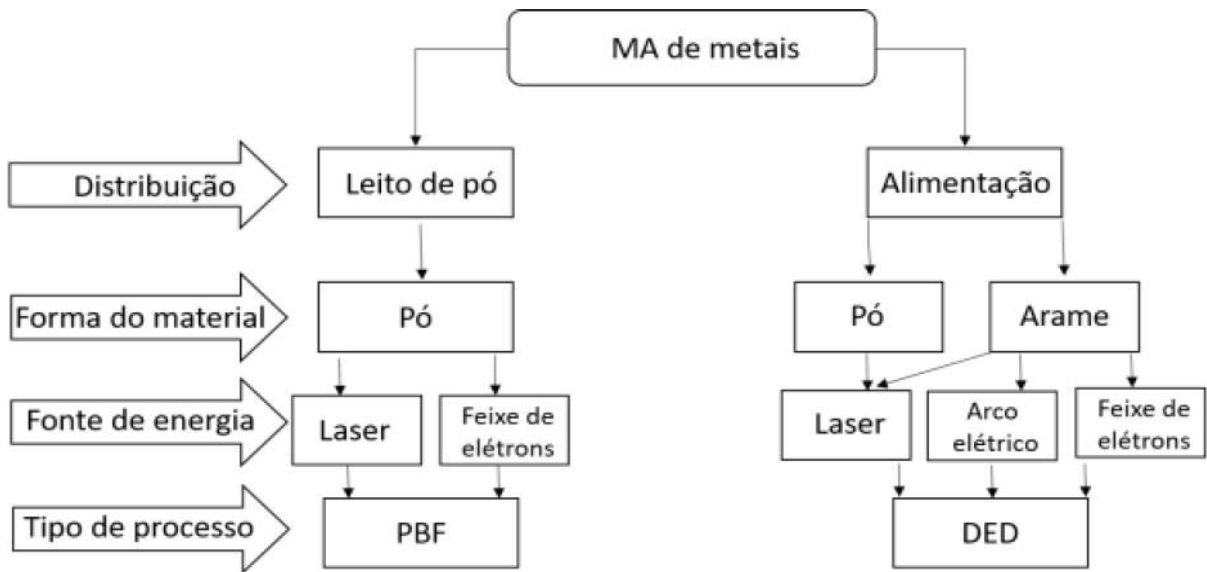 MA de metais
Distribuição
Leito de pó
Alimentação
Forma do material
Pó
Pó
Arame
Fonte de energia
Laser
Feixe de
elétrons
Laser
Arco
elétrico
Feixe de
elétrons
Tipo de processo
PBF
DED